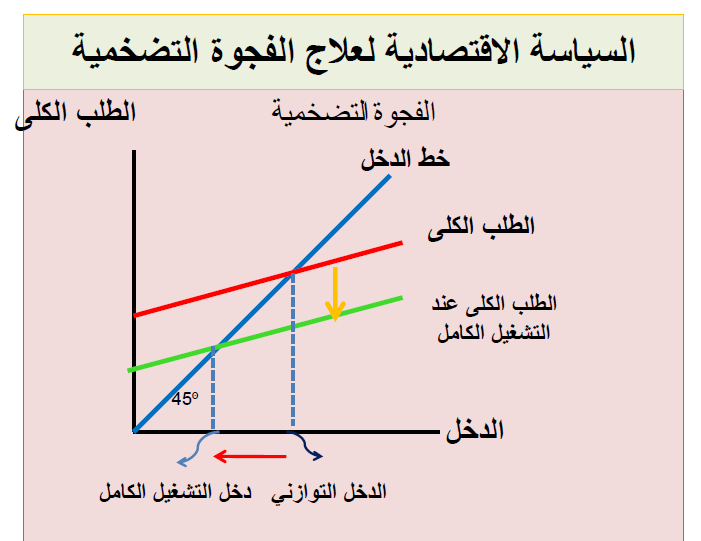 السياسة الاقتصادية لعلاج الفجوة التضخمية
الفجوة التضخمية
الطلب الكلى
خط الدخل
الطلب الكلى
الطلب الكلى عند
التشغيل الكامل
45º
الدخل
الدخل التوازني
دخل التشغيل الكامل